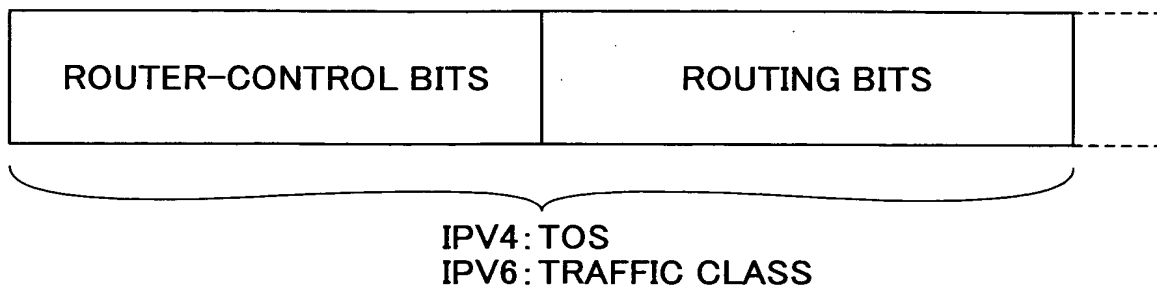 ROUTER-CONTROL BITS
ROUTING BITS
IPV4: TOS
IPV6: TRAFFIC CLASS